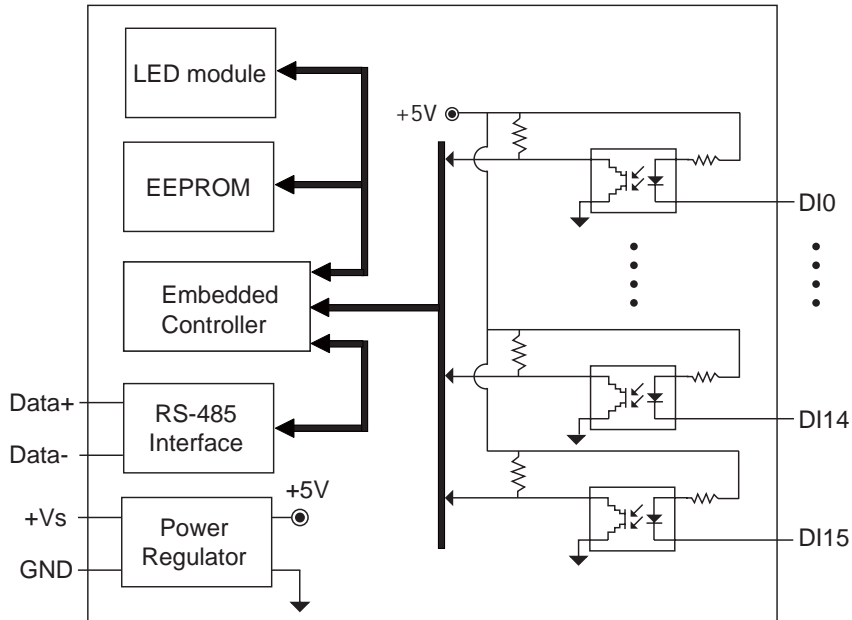 LED module
EEPROM
Embedded
Controller
RS-485
Interface
Power
Regulator
Data+
Data-
+Vs
GND
+5V
+5V
DI0
DI14
DI15